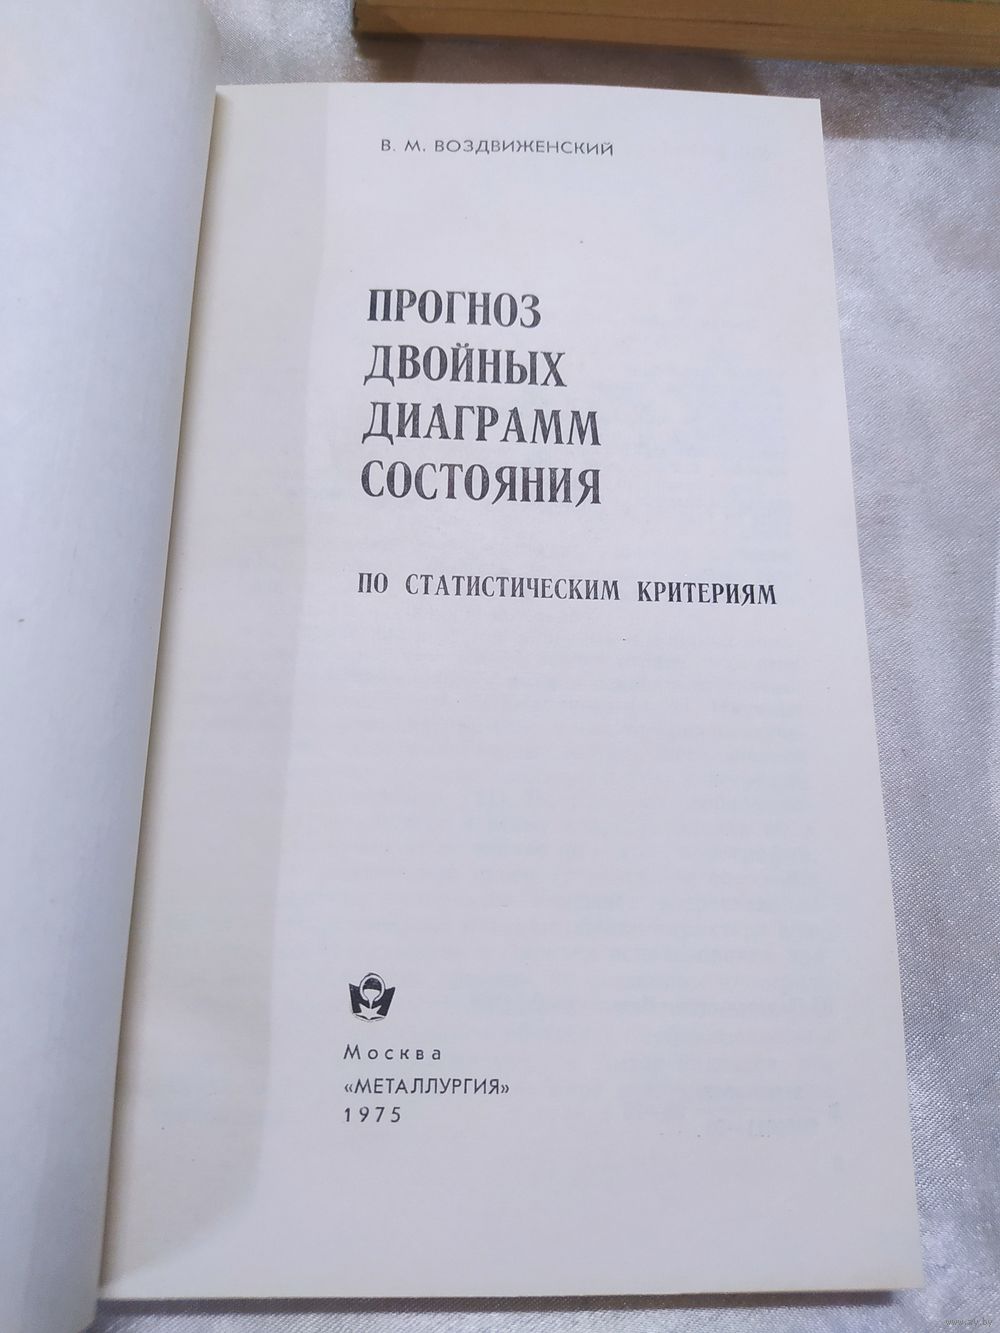 В. М. ВОЗДВИЖЕНСКИЙ
ПРОГНОЗ
ДВОЙНЫХ
ДИАГРАММ
СОСТОЯНИЯ
ПО СТАТИСТИЧЕСКИМ КРИТЕРИЯМ
Москва
«МЕТАЛЛУРГИЯ»
1975